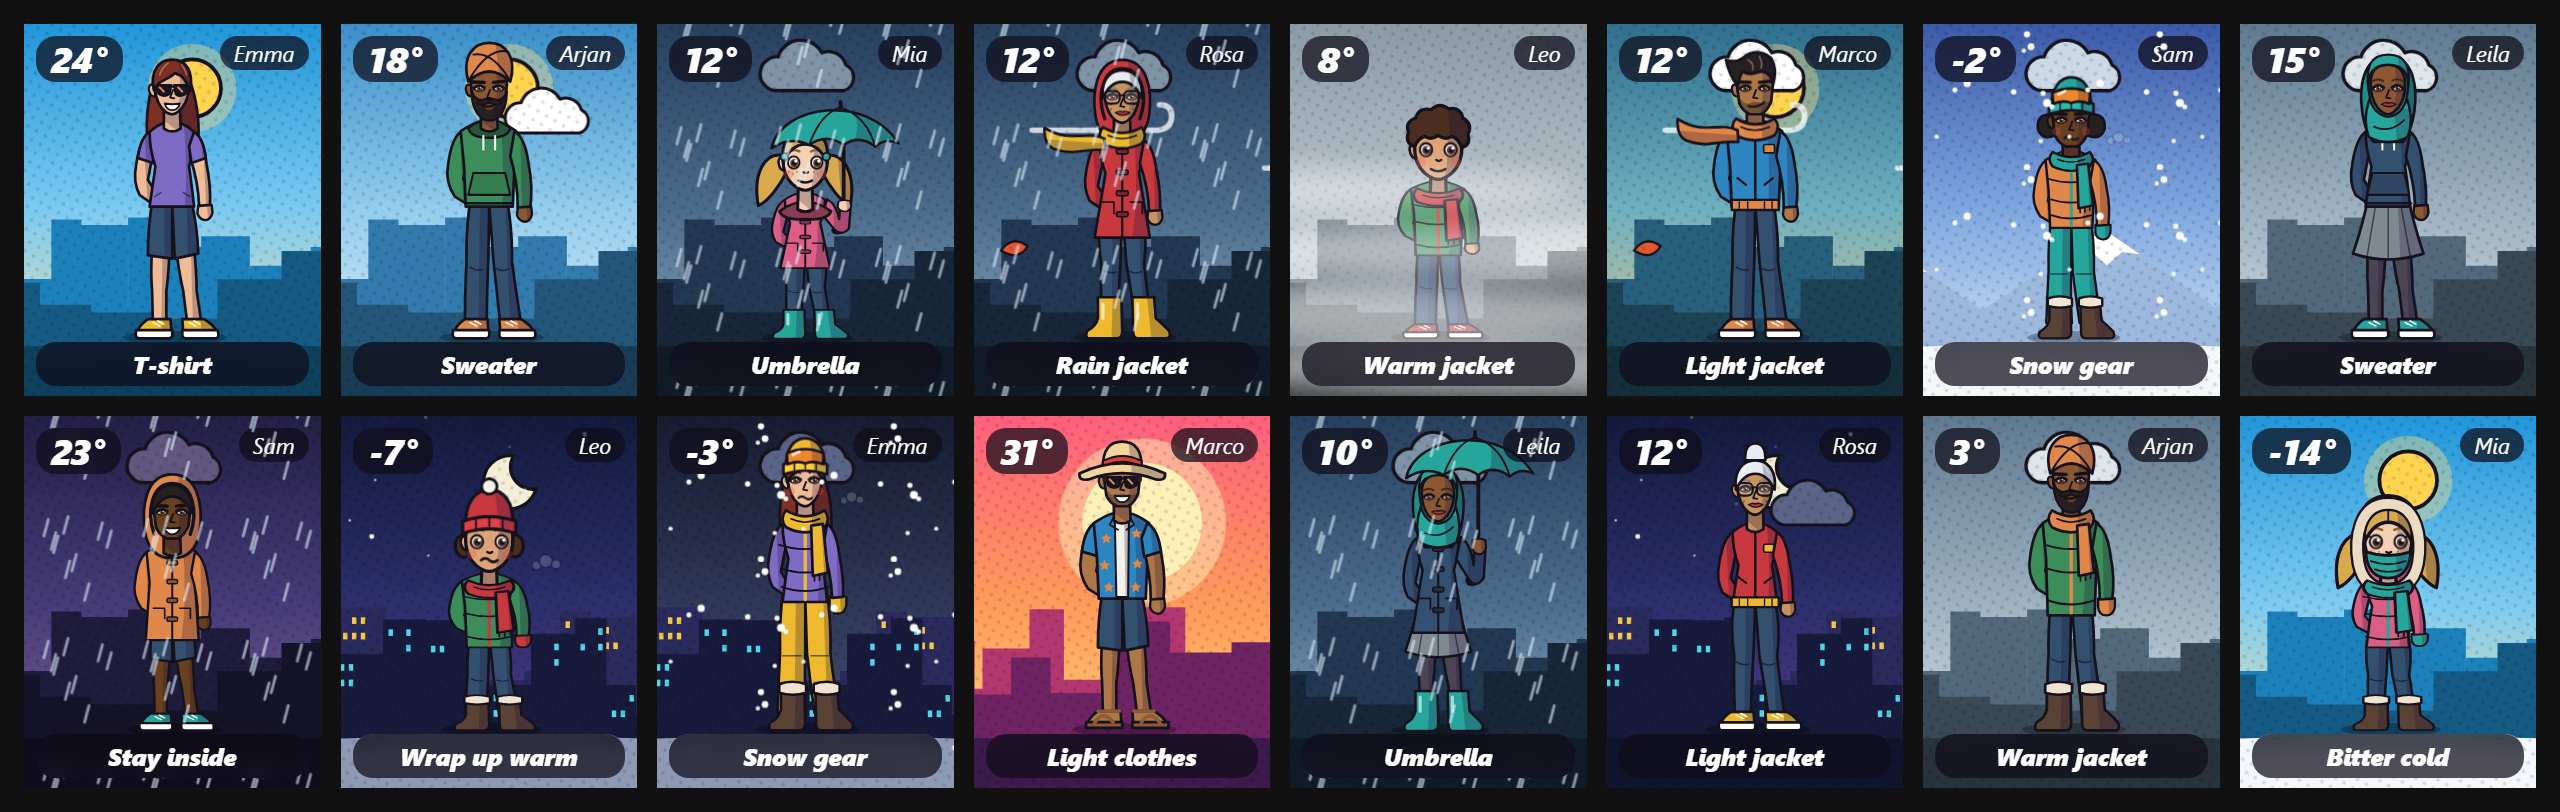 24° Emma
T-shirt
18° Arjan
Sweater
12° Mia
Umbrella
12° Rosa
Rain jacket
8° Leo
Warm jacket
12° Marco
Light jacket
-2° Sam
Snow gear
15° Leila
Sweater
23° Sam
Stay inside
-7° Leo
Wrap up warm
-3° Emma
Snow gear
31° Marco
Light clothes
10° Leila
Umbrella
12° Rosa
Light jacket
3° Arjan
Warm jacket
-14° Mia
Bitter cold